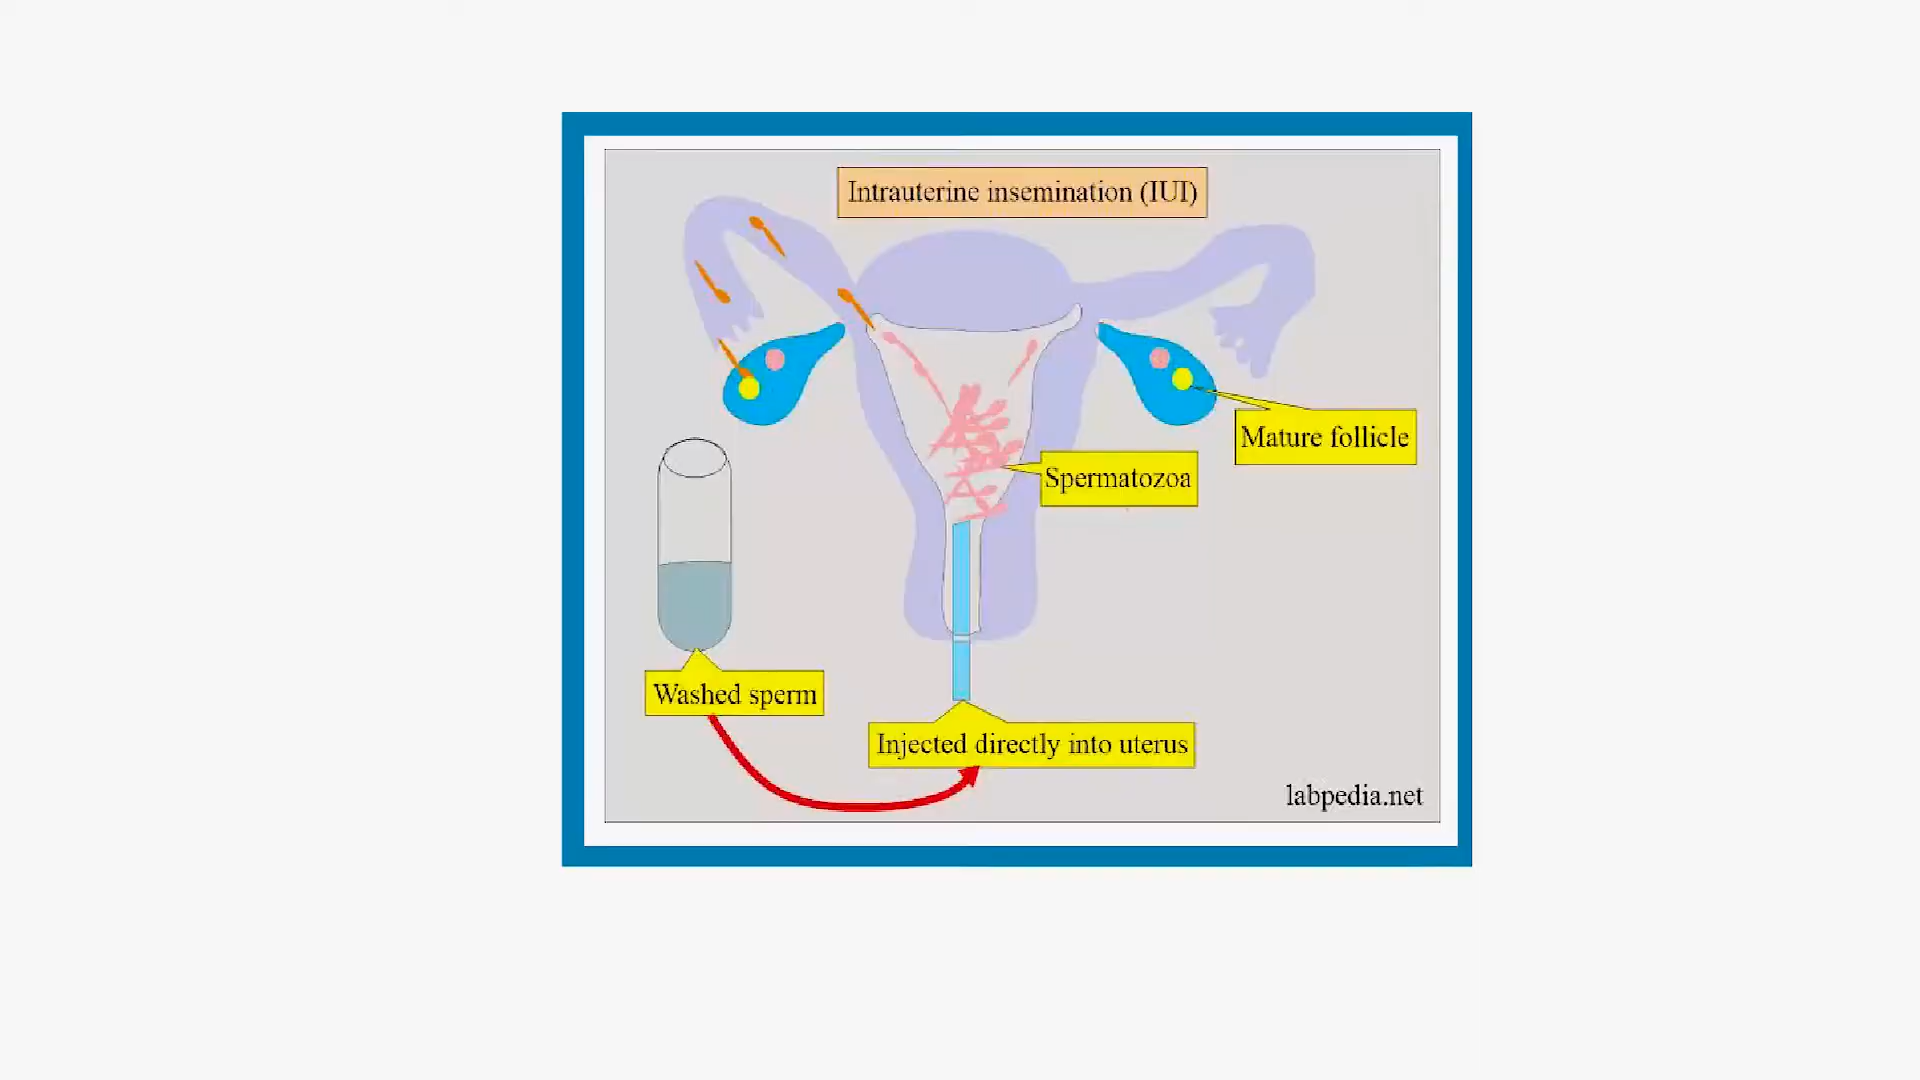 Intrauterine insemination (IUI)
Mature follicle
Spermatozoa
Washed sperm
Injected directly into uterus
labpedia.net